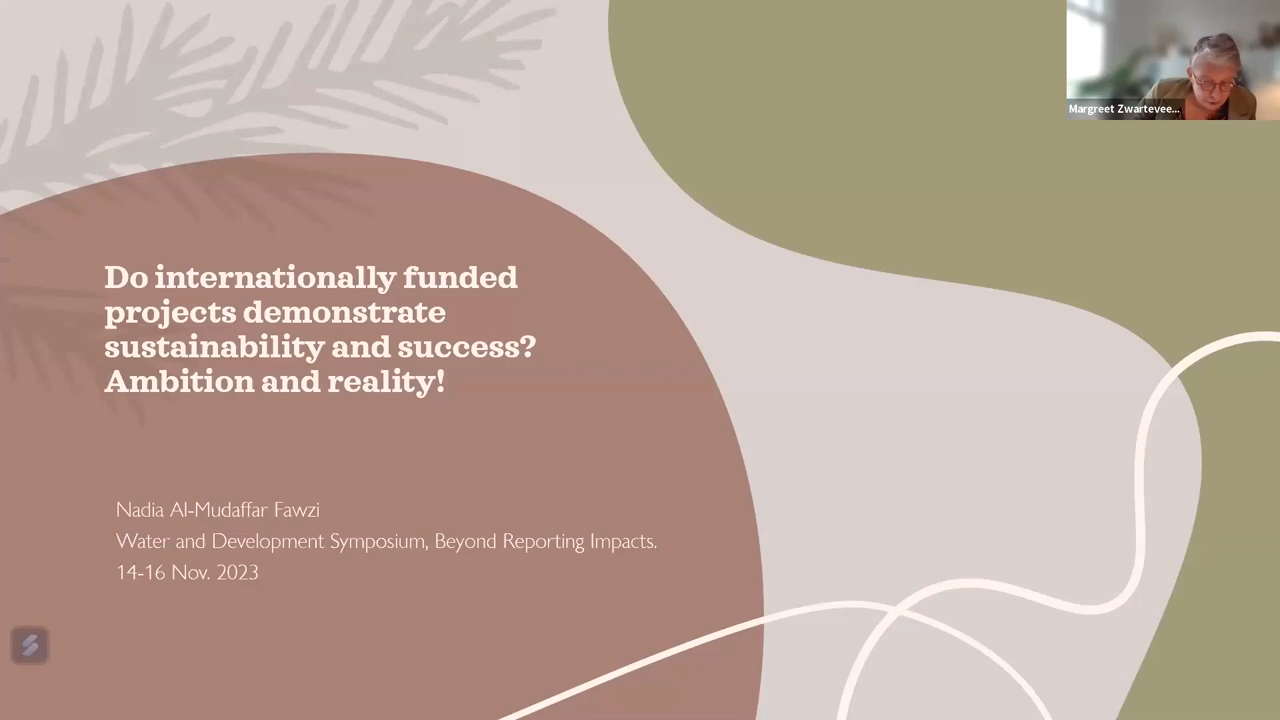 Margreet Zwartevee...
Do internationally funded
projects demonstrate
sustainability and success?
Ambition and reality!
Nadia Al-Mudaffar Fawzi
Water and Development Symposium, Beyond Reporting Impacts.
14-16 Nov. 2023